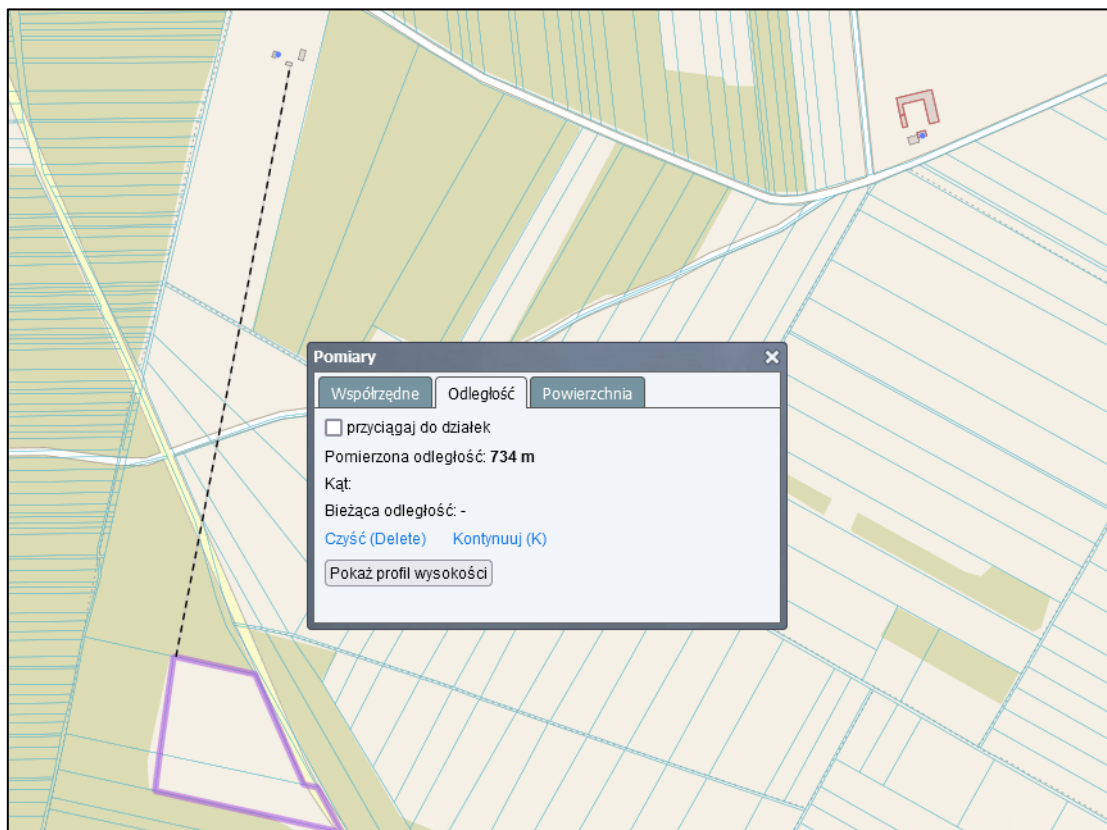 Pomiary
Współrzędne Odległość Powierzchnia
przyciągaj do działek
Pomierzona odległość: 734 m
Kąt:
Bieżąca odległość: -
Czyść (Delete) Kontynuuj (K)
Pokaż profil wysokości